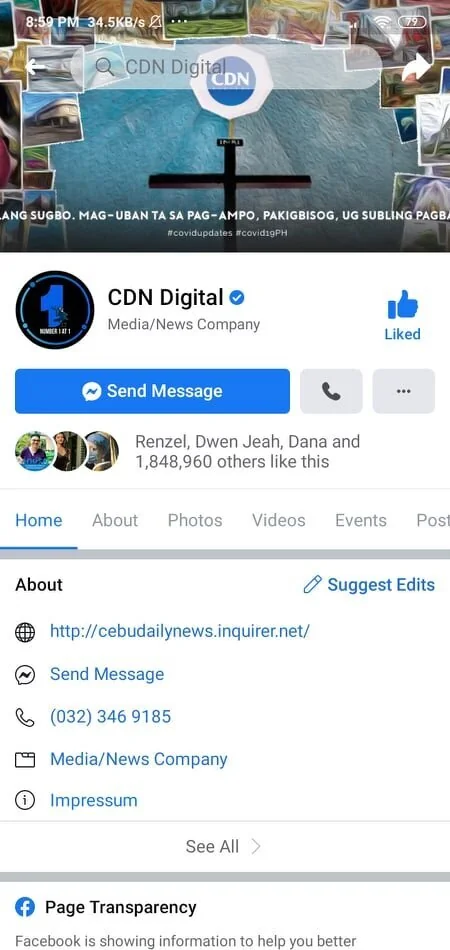 8:59 PM 34.5KB/s
79
CDN Digital
CDN
LANG SUGBO. MAG-UBAN TA SA PAG-AMPO, PAKIGBISOG, UG SUBLING PAGBA
#covidupdates #covid19PH
1
NUMBER 1 AT 1
CDN Digital
Media/News Company
Liked
Send Message
Renzel, Dwen Jeah, Dana and
1,848,960 others like this
Home About Photos Videos Events Post
About
Suggest Edits
http://cebudailynews.inquirer.net/
Send Message
(032) 346 9185
Media/News Company
Impressum
See All
Page Transparency
Facebook is showing information to help you better